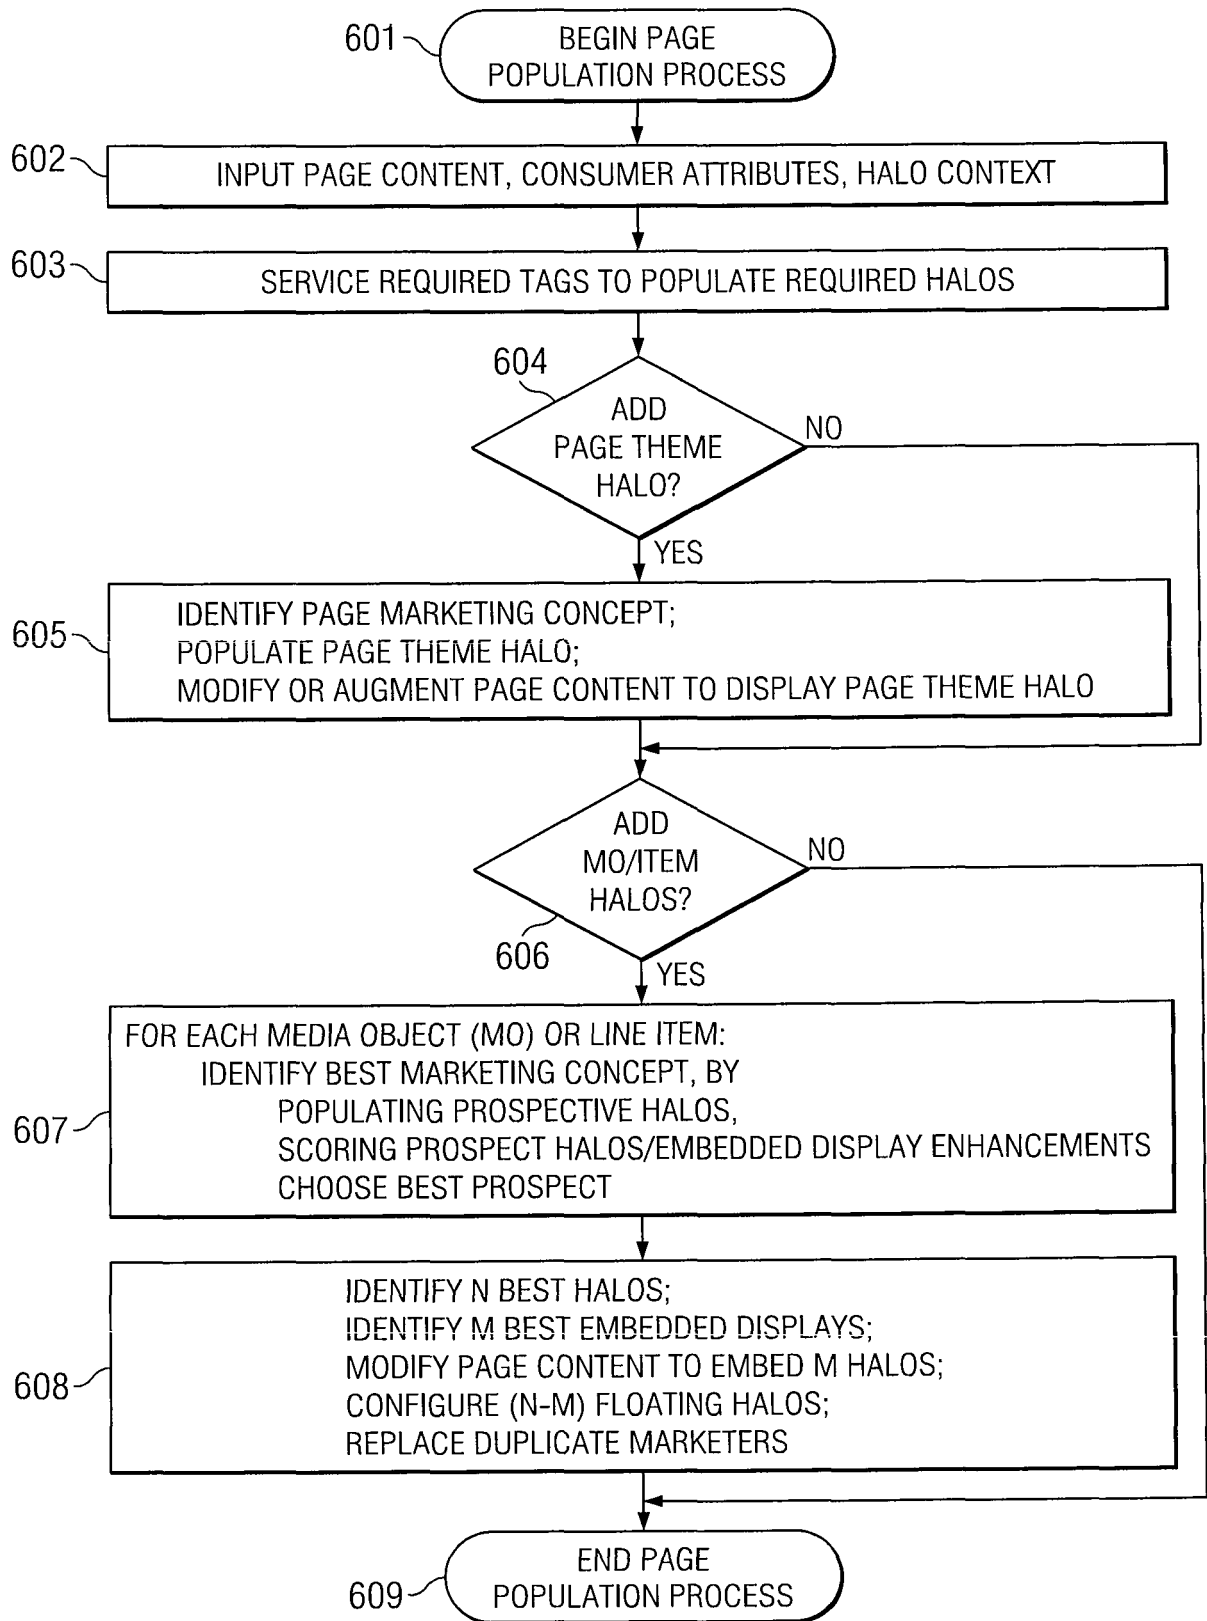 601
BEGIN PAGE
POPULATION PROCESS
602
INPUT PAGE CONTENT, CONSUMER ATTRIBUTES, HALO CONTEXT
603
SERVICE REQUIRED TAGS TO POPULATE REQUIRED HALOS
604
ADD
PAGE THEME
HALO?
NO
YES
605
IDENTIFY PAGE MARKETING CONCEPT;
POPULATE PAGE THEME HALO;
MODIFY OR AUGMENT PAGE CONTENT TO DISPLAY PAGE THEME HALO
ADD
MO/ITEM
HALOS?
NO
606
YES
607
FOR EACH MEDIA OBJECT (MO) OR LINE ITEM:
IDENTIFY BEST MARKETING CONCEPT, BY
POPULATING PROSPECTIVE HALOS,
SCORING PROSPECT HALOS/EMBEDDED DISPLAY ENHANCEMENTS
CHOOSE BEST PROSPECT
608
IDENTIFY N BEST HALOS;
IDENTIFY M BEST EMBEDDED DISPLAYS;
MODIFY PAGE CONTENT TO EMBED M HALOS;
CONFIGURE (N-M) FLOATING HALOS;
REPLACE DUPLICATE MARKETERS
609
END PAGE
POPULATION PROCESS